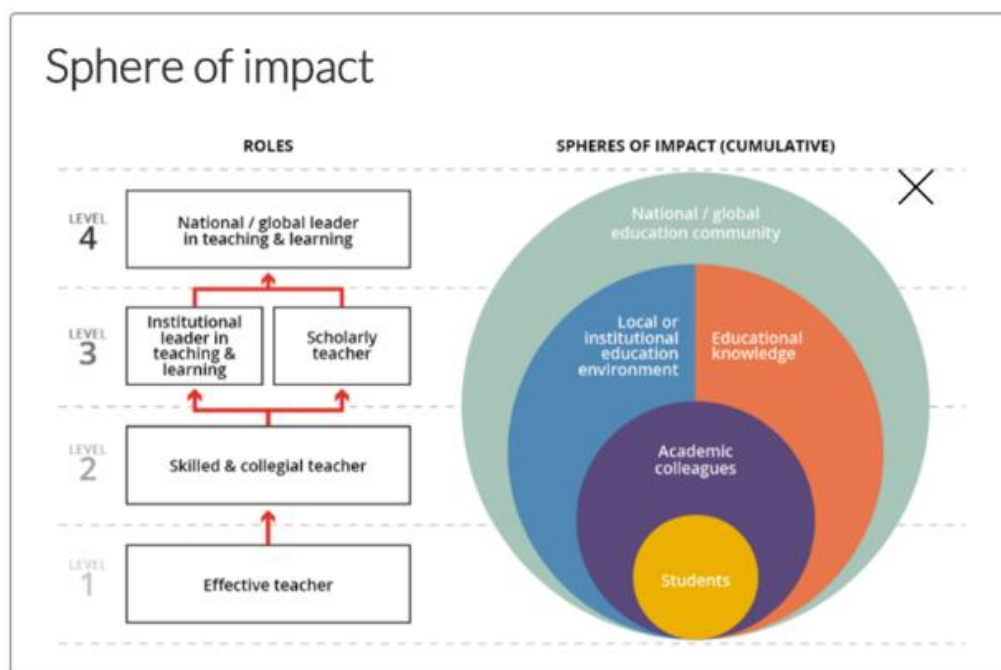 Sphere of impact
ROLES
SPHERES OF IMPACT (CUMULATIVE)
LEVEL
4
National / global leader
in teaching & learning
LEVEL
3
Institutional
leader in
teaching &
learning
Scholarly
teacher
LEVEL
2
Skilled & collegial teacher
LEVEL
1
Effective teacher
National / global
education community
Local or
institutional
education
environment
Educational
knowledge
Academic
colleagues
Students